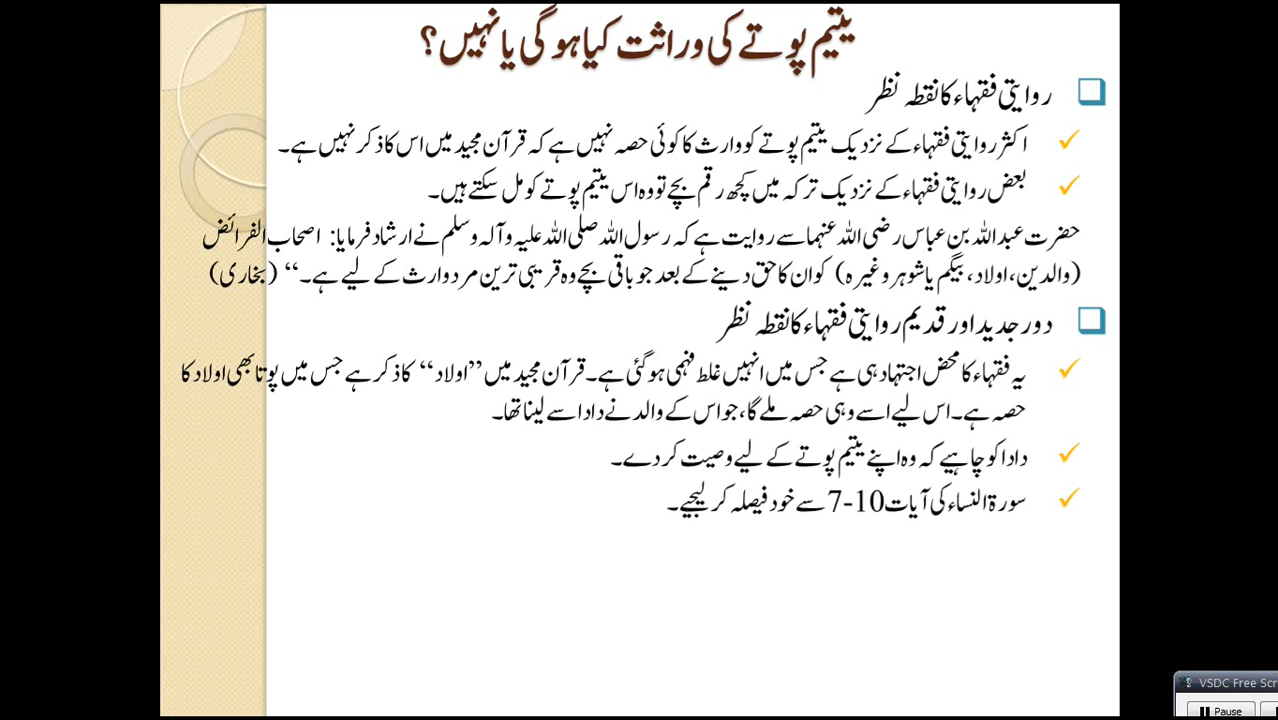 یتیم پوتے کی وراثت کیا ہو گی یا نہیں؟
روایتی فقہاء کا نقطہ نظر
اکثر روایتی فقہاء کے نزدیک یتیم پوتے کو وارث کا کوئی حصہ نہیں ہے کہ قرآن مجید میں اس کا ذکر نہیں ہے۔
بعض روایتی فقہاء کے نزدیک ترکہ میں کچھ رقم بچے تو وہ اس یتیم پوتے کو مل سکتے ہیں۔
حضرت عبداللہ بن عباس رضی اللہ عنہما سے روایت ہے کہ رسول اللہ صلی اللہ علیہ وآلہ وسلم نے ارشاد فرمایا: اصحاب الفرائض
(والدین، اولاد، بیگم یا شوہر وغیرہ) کو ان کا حق دینے کے بعد جو باقی بچے وہ قریبی ترین مرد وارث کے لیے ہے۔“ (بخاری)
دور جدید اور قدیم روایتی فقہاء کا نقطہ نظر
یہ فقہاء کا محض اجتہاد ہی ہے جس میں انہیں غلط فہمی ہو گئی ہے۔ قرآن مجید میں ”اولاد“ کا ذکر ہے جس میں پوتا بھی اولاد کا
حصہ ہے۔ اس لیے اسے وہی حصہ ملے گا، جو اس کے والد نے دادا سے لینا تھا۔
دادا کو چاہیے کہ وہ اپنے یتیم پوتے کے لیے وصیت کر دے۔
سورۃ النساء کی آیات 10-7 سے خود فیصلہ کر لیجیے۔
VSDC Free Scr
Pause